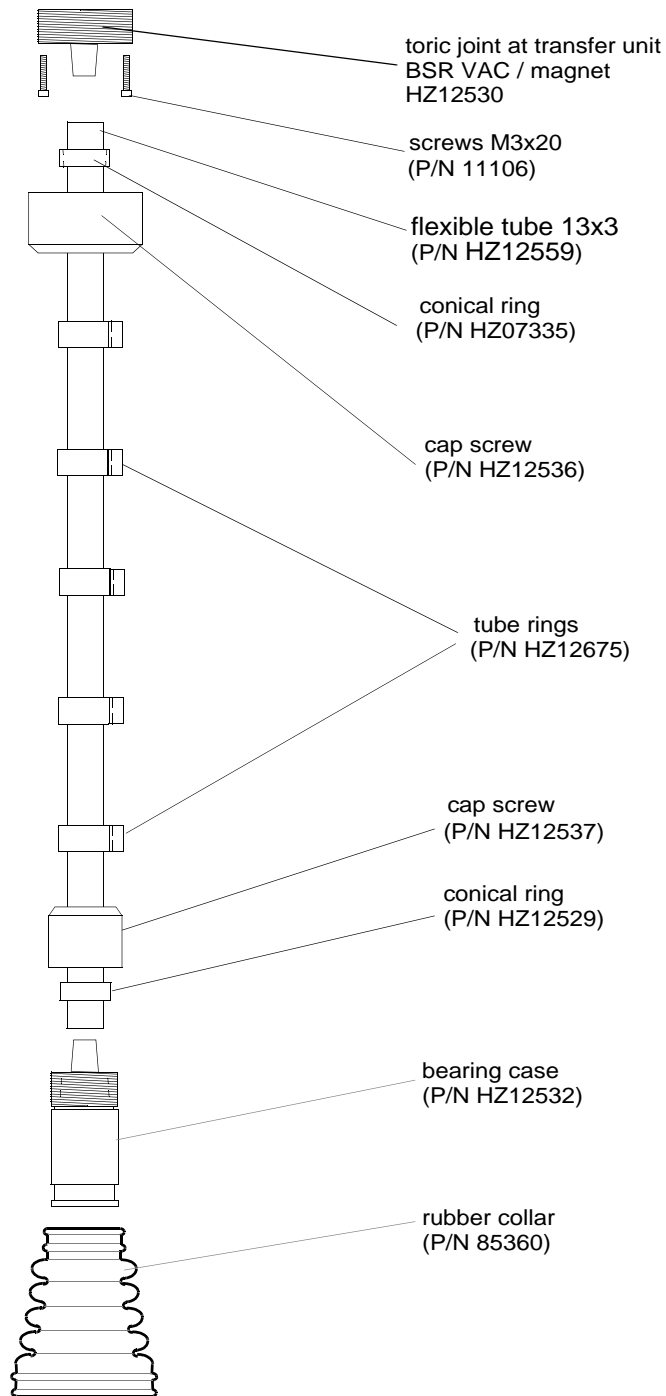 toric joint at transfer unit
BSR VAC / magnet
HZ12530
screws M3x20
(P/N 11106)
flexible tube 13x3
(P/N HZ12559)
conical ring
(P/N HZ07335)
cap screw
(P/N HZ12536)
tube rings
(P/N HZ12675)
cap screw
(P/N HZ12537)
conical ring
(P/N HZ12529)
bearing case
(P/N HZ12532)
rubber collar
(P/N 85360)